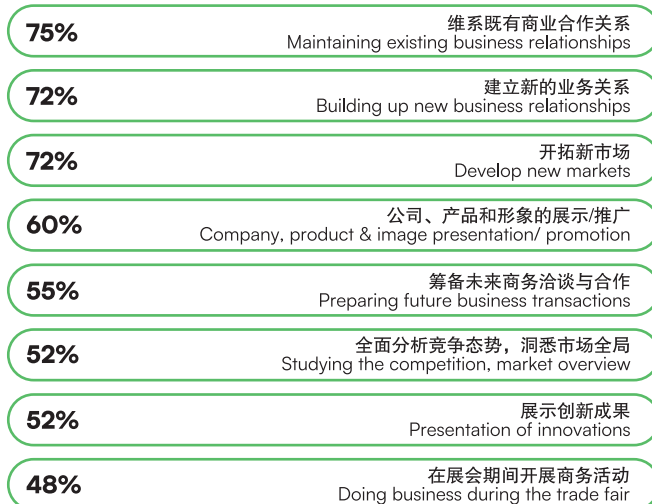 75%
维系既有商业合作关系
Maintaining existing business relationships
72%
建立新的业务关系
Building up new business relationships
72%
开拓新市场
Develop new markets
60%
公司、产品和形象的展示/推广
Company, product & image presentation/ promotion
55%
筹备未来商务洽谈与合作
Preparing future business transactions
52%
全面分析竞争态势，洞悉市场全局
Studying the competition, market overview
52%
展示创新成果
Presentation of innovations
48%
在展会期间开展商务活动
Doing business during the trade fair